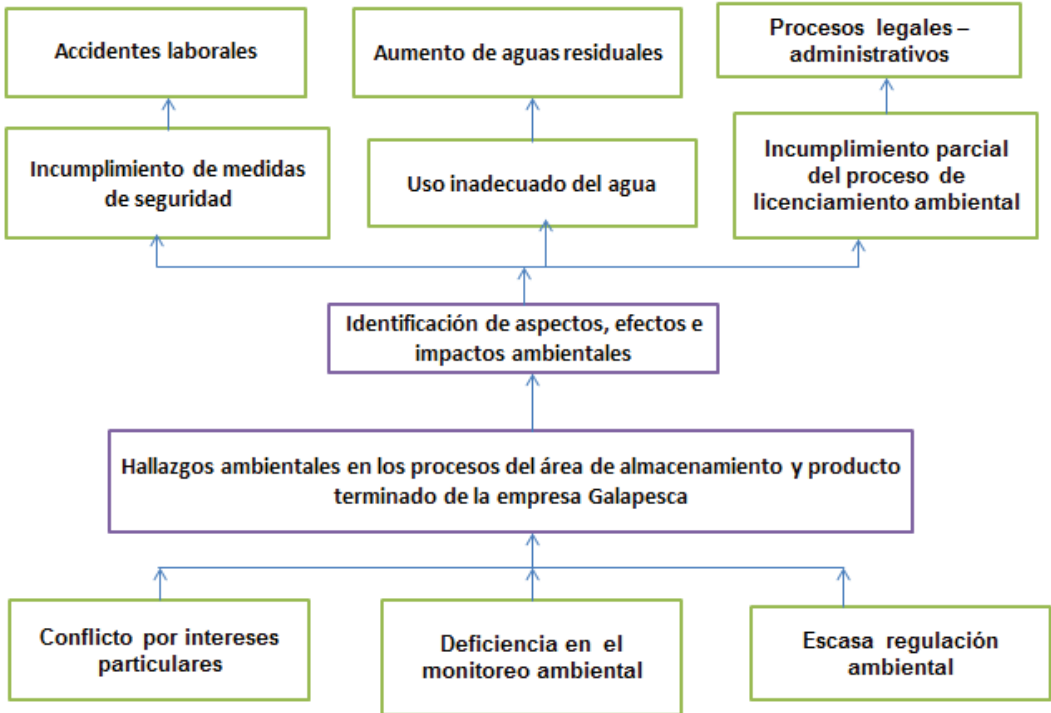 Accidentes laborales
Aumento de aguas residuales
Procesos legales –
administrativos
Incumplimiento de medidas
de seguridad
Uso inadecuado del agua
Incumplimiento parcial
del proceso de
licenciamiento ambiental
Identificación de aspectos, efectos e
impactos ambientales
Hallazgos ambientales en los procesos del área de almacenamiento y producto
terminado de la empresa Galapesca
Conflicto por intereses
particulares
Deficiencia en el
monitoreo ambiental
Escasa regulación
ambiental